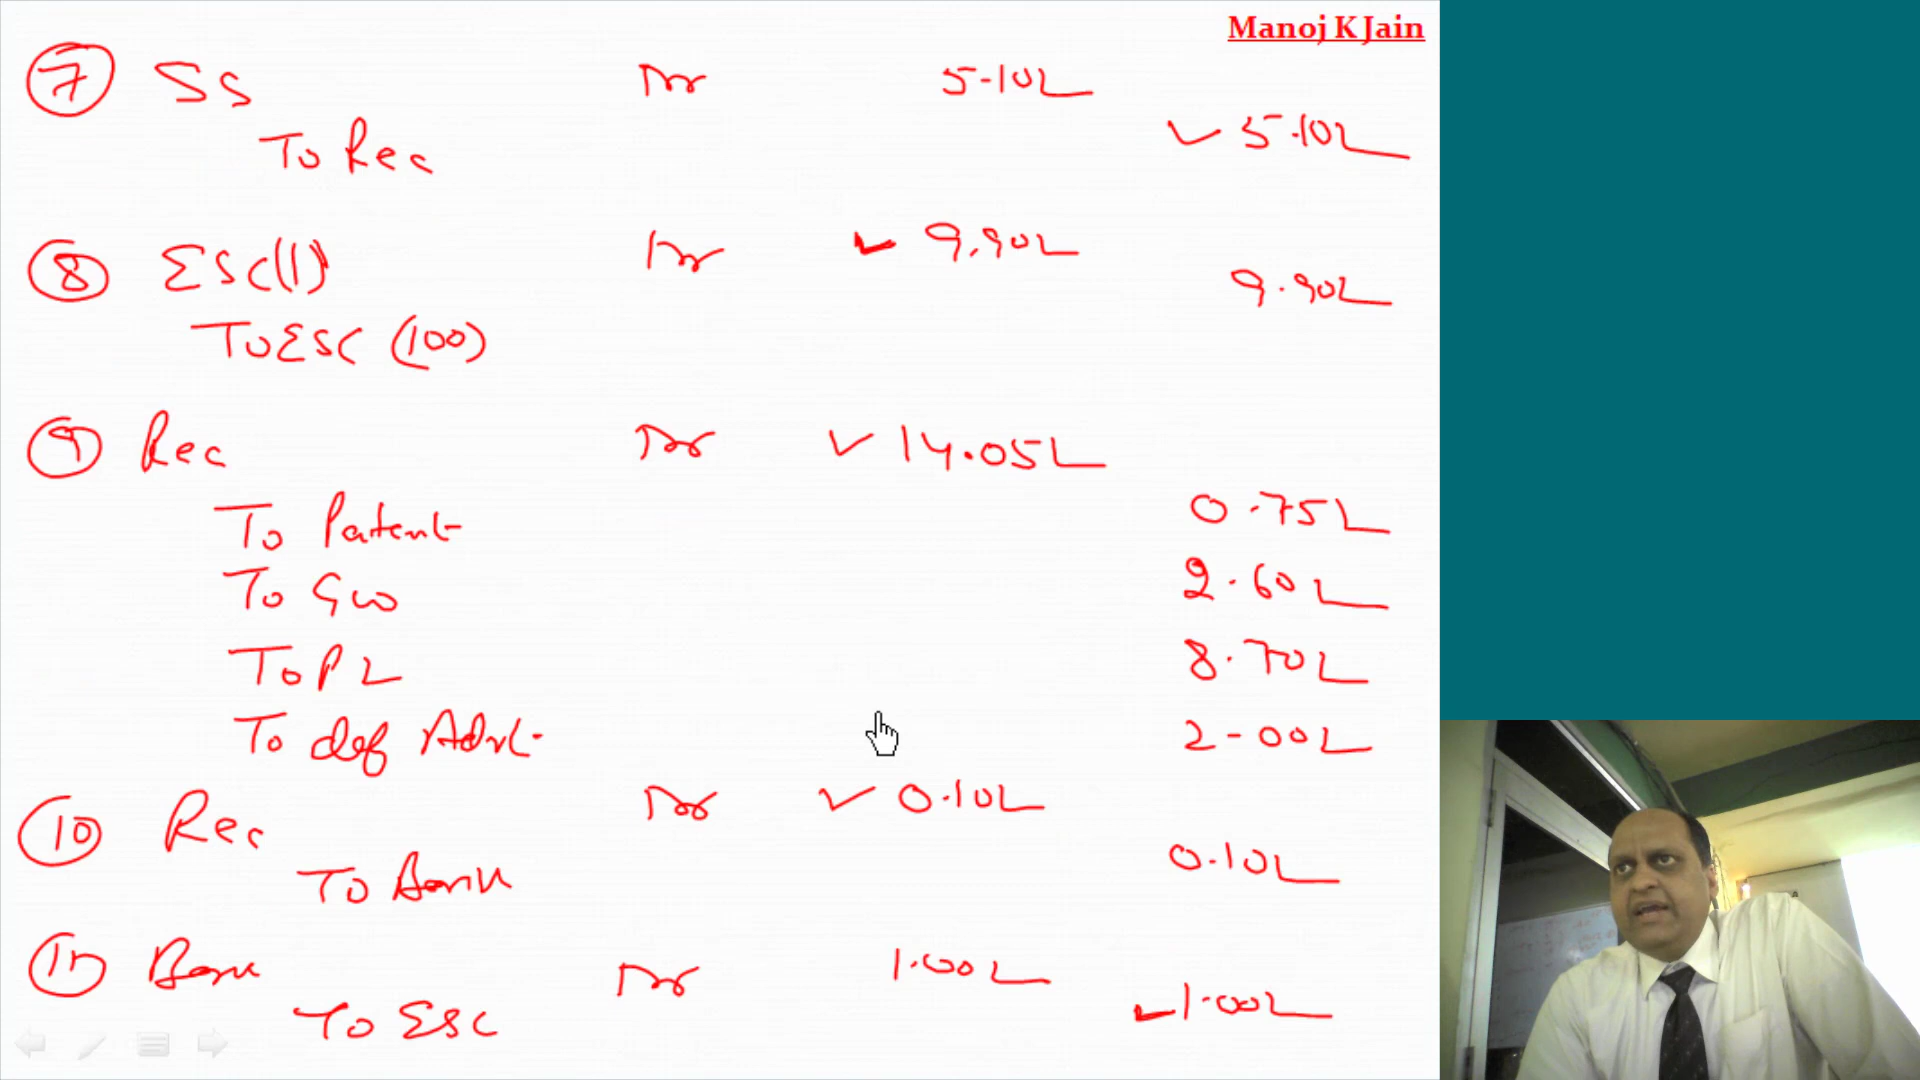 Manoj K Jain
7 SS Dr 5.10L
To Rec ✓ 5.10L
8 ESC(1) Dr ✓ 9.90L
To ESC (100) 9.90L
9 Rec Dr ✓ 14.05L
To Patent 0.75L
To GW 2.60L
To PL 8.70L
To def Advt. 2.00L
10 Rec Dr ✓ 0.10L
To Bank 0.10L
11 Bank Dr 1.00L
To ESC ✓ 1.00L